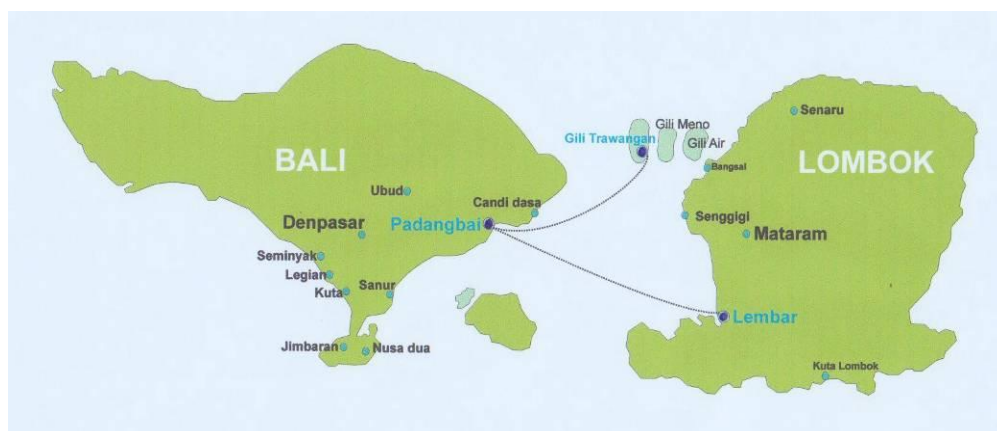 Senaru
Gili Meno
Gili Trawangan
Gili Air
BALI
LOMBOK
Bangsal
Ubud
Candi dasa
Denpasar
Padangbai
Senggigi
Mataram
Seminyak
Legian
Kuta
Sanur
Lembar
Jimbaran
Nusa dua
Kuta Lombok